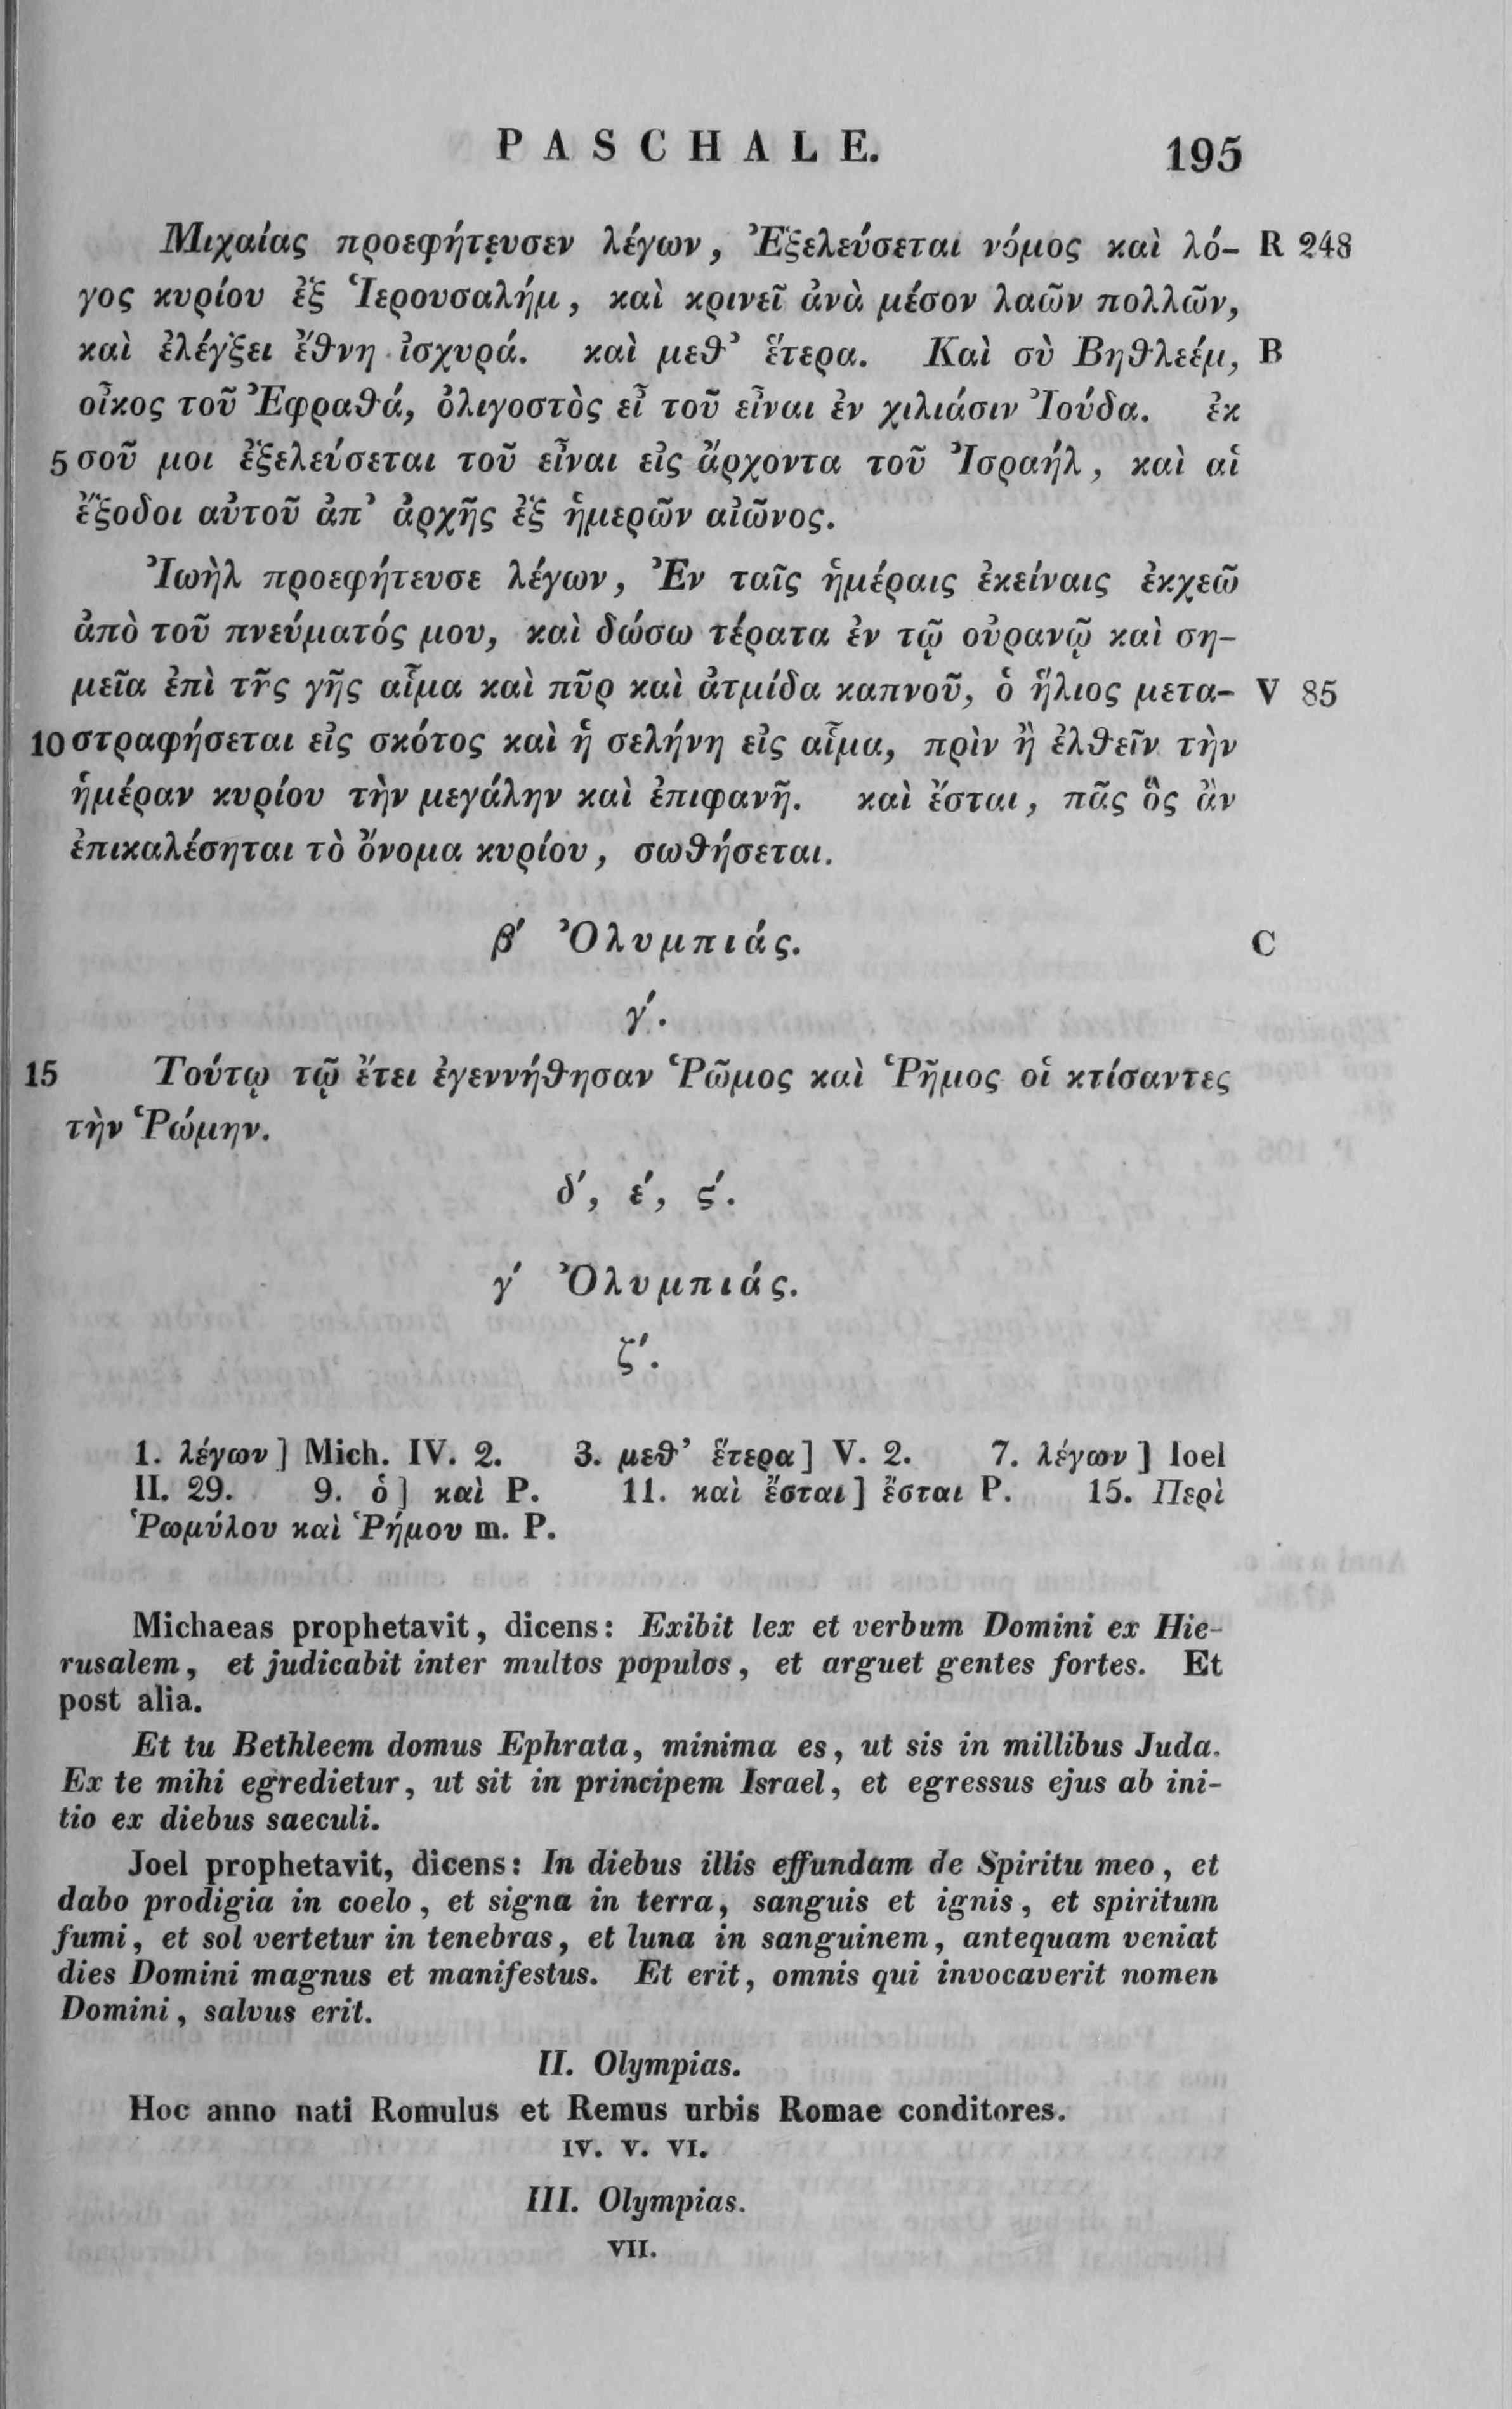 PASCHALE. 195
Μιχαίας προεφήτευσεν λέγων, Ἐξελεύσεται νόμος καὶ λό- R 248
γος κυρίου ἐξ Ἱερουσαλήμ, καὶ κρινεῖ ἀνὰ μέσον λαῶν πολλῶν,
καὶ ἐλέγξει ἔθνη ἰσχυρά. καὶ μεθ’ ἕτερα. Καὶ σὺ Βηθλεέμ, B
οἶκος τοῦ Ἐφραθά, ὀλιγοστὸς εἶ τοῦ εἶναι ἐν χιλιάσιν Ἰούδα. ἐκ
5 σοῦ μοι ἐξελεύσεται τοῦ εἶναι εἰς ἄρχοντα τοῦ Ἰσραήλ, καὶ αἱ
ἔξοδοι αὐτοῦ ἀπ’ ἀρχῆς ἐξ ἡμερῶν αἰῶνος.
Ἰωὴλ προεφήτευσε λέγων, Ἐν ταῖς ἡμέραις ἐκείναις ἐκχεῶ
ἀπὸ τοῦ πνεύματός μου, καὶ δώσω τέρατα ἐν τῷ οὐρανῷ καὶ ση-
μεῖα ἐπὶ τῆς γῆς αἷμα καὶ πῦρ καὶ ἀτμίδα καπνοῦ, ὁ ἥλιος μετα- V 85
10 στραφήσεται εἰς σκότος καὶ ἡ σελήνη εἰς αἷμα, πρὶν ἢ ἐλθεῖν τὴν
ἡμέραν κυρίου τὴν μεγάλην καὶ ἐπιφανῆ. καὶ ἔσται, πᾶς ὃς ἂν
ἐπικαλέσηται τὸ ὄνομα κυρίου, σωθήσεται.
β′ Ὀλυμπιάς. C
γ′.
15 Τούτῳ τῷ ἔτει ἐγεννήθησαν Ῥῶμος καὶ Ῥῆμος οἱ κτίσαντες
τὴν Ῥώμην.
δ′, ε′, ϛ′.
γ′ Ὀλυμπιάς.
ζ′.
1. λέγων] Mich. IV. 2. 3. μεθ’ ἕτερα] V. 2. 7. λέγων] Ioel
II. 29. 9. ὁ] καὶ P. 11. καὶ ἔσται] ἔσται P. 15. Περὶ
Ῥωμύλου καὶ Ῥήμου m. P.
Michaeas prophetavit, dicens: Exibit lex et verbum Domini ex Hie-
rusalem, et judicabit inter multos populos, et arguet gentes fortes. Et
post alia.
Et tu Bethleem domus Ephrata, minima es, ut sis in millibus Juda.
Ex te mihi egredietur, ut sit in principem Israel, et egressus ejus ab ini-
tio ex diebus saeculi.
Joel prophetavit, dicens: In diebus illis effundam de Spiritu meo, et
dabo prodigia in coelo, et signa in terra, sanguis et ignis, et spiritum
fumi, et sol vertetur in tenebras, et luna in sanguinem, antequam veniat
dies Domini magnus et manifestus. Et erit, omnis qui invocaverit nomen
Domini, salvus erit.
II. Olympias.
Hoc anno nati Romulus et Remus urbis Romae conditores.
IV. V. VI.
III. Olympias.
VII.